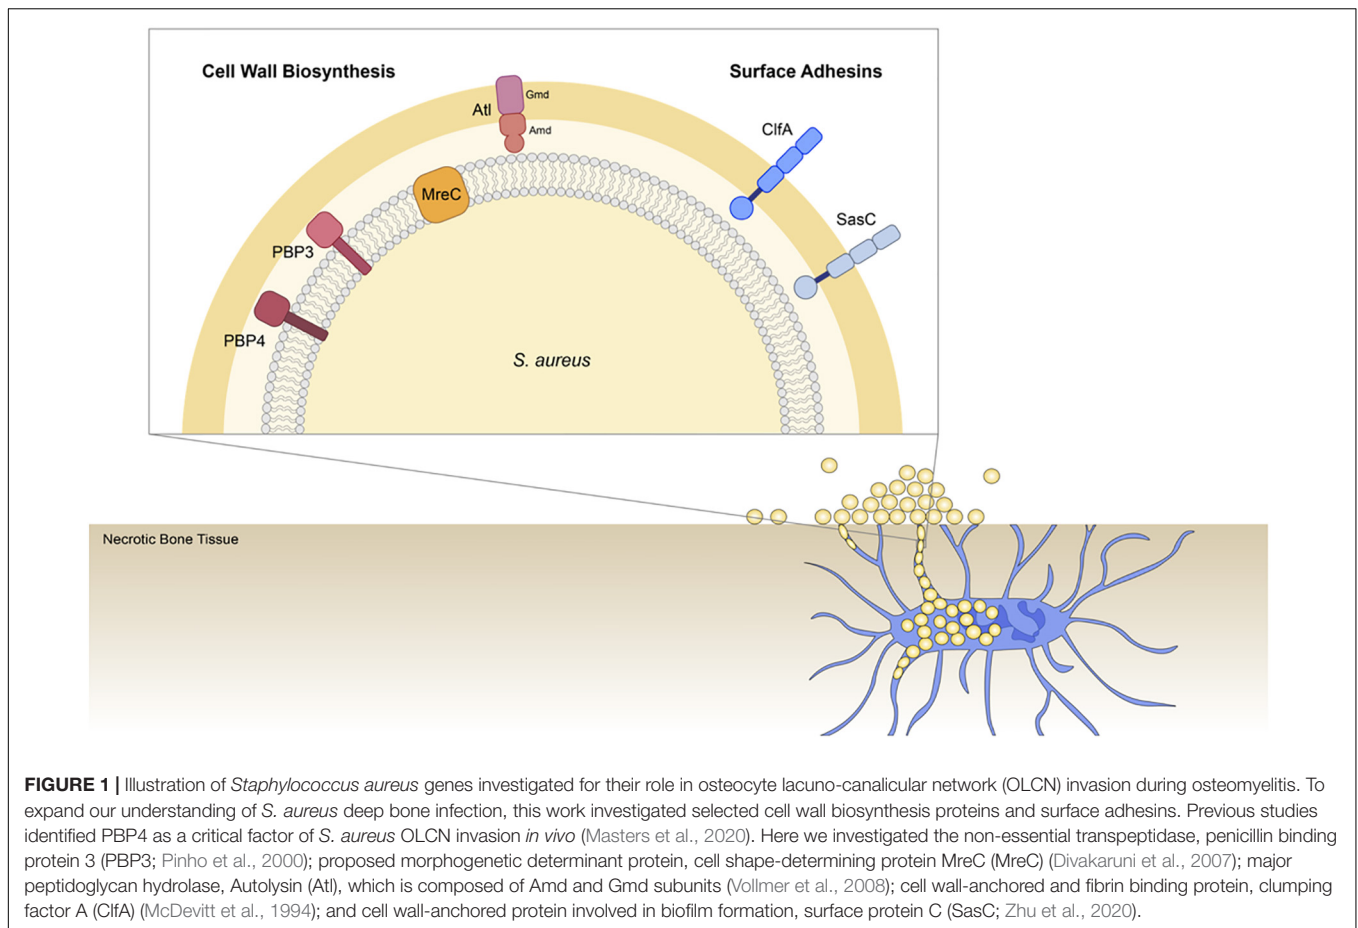 Cell Wall Biosynthesis
Surface Adhesins
Gmd
Atl
Amd
ClfA
MreC
SasC
PBP3
PBP4
S. aureus
Necrotic Bone Tissue
FIGURE 1 | Illustration of Staphylococcus aureus genes investigated for their role in osteocyte lacuno-canalicular network (OLCN) invasion during osteomyelitis. To
expand our understanding of S. aureus deep bone infection, this work investigated selected cell wall biosynthesis proteins and surface adhesins. Previous studies
identified PBP4 as a critical factor of S. aureus OLCN invasion in vivo (Masters et al., 2020). Here we investigated the non-essential transpeptidase, penicillin binding
protein 3 (PBP3; Pinho et al., 2000); proposed morphogenetic determinant protein, cell shape-determining protein MreC (MreC) (Divakaruni et al., 2007); major
peptidoglycan hydrolase, Autolysin (Atl), which is composed of Amd and Gmd subunits (Vollmer et al., 2008); cell wall-anchored and fibrin binding protein, clumping
factor A (ClfA) (McDevitt et al., 1994); and cell wall-anchored protein involved in biofilm formation, surface protein C (SasC; Zhu et al., 2020).